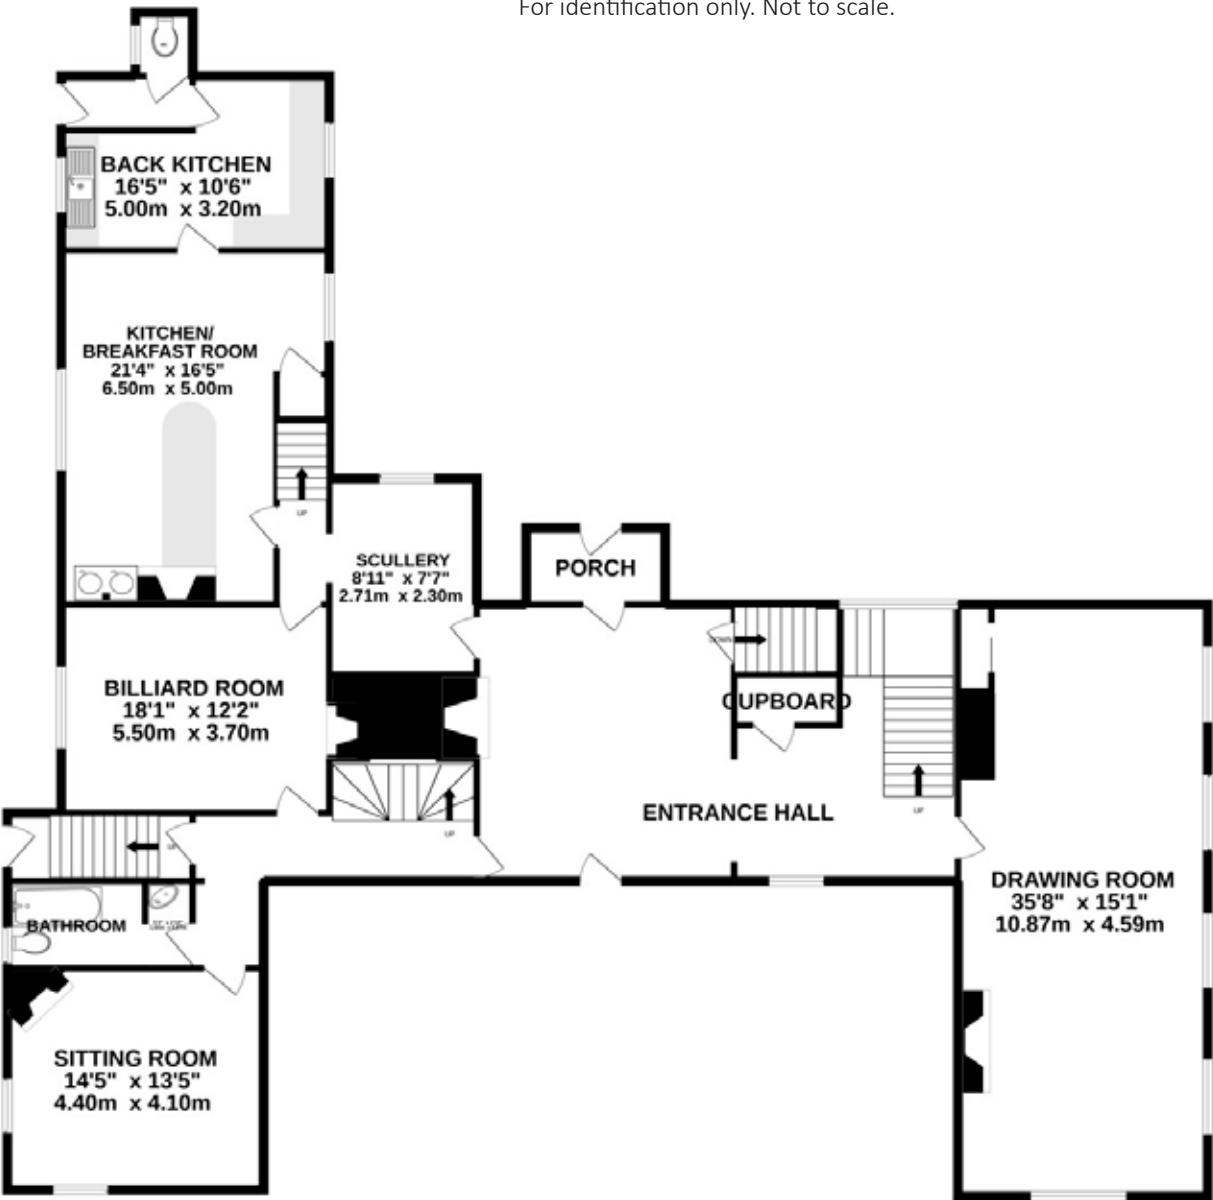 For identification only. Not to scale.
BACK KITCHEN
16'5" x 10'6"
5.00m x 3.20m
KITCHEN/
BREAKFAST ROOM
21'4" x 16'5"
6.50m x 5.00m
UP
SCULLERY
8'11" x 7'7"
2.71m x 2.30m
PORCH
DOWN
BILLIARD ROOM
18'1" x 12'2"
5.50m x 3.70m
CUPBOARD
ENTRANCE HALL
UP
UP
UP
DRAWING ROOM
35'8" x 15'1"
10.87m x 4.59m
BATHROOM
SITTING ROOM
14'5" x 13'5"
4.40m x 4.10m